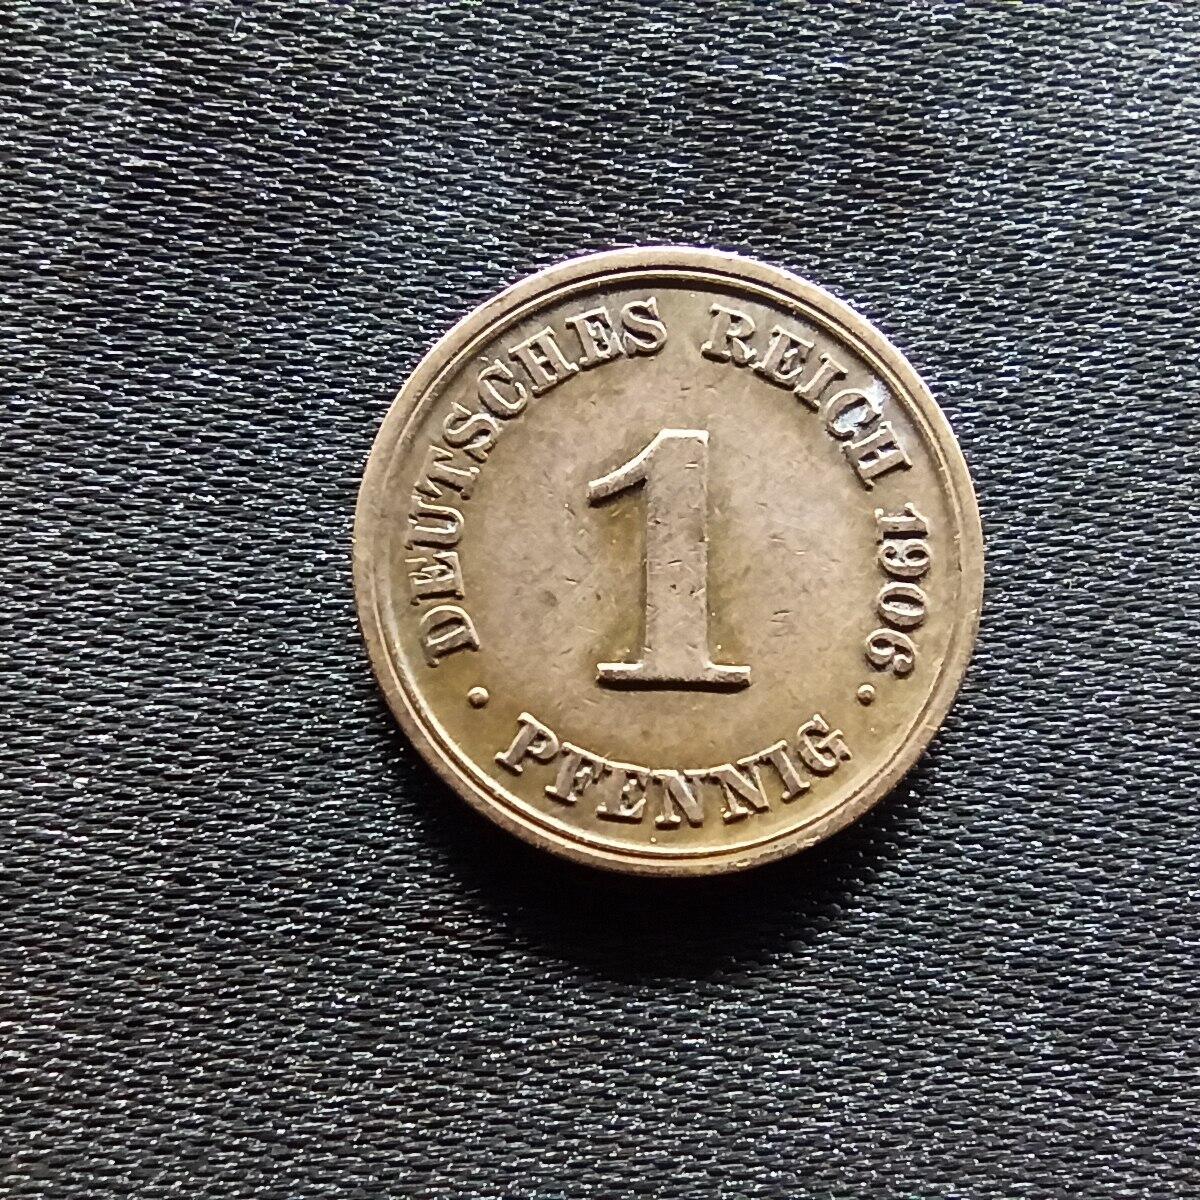 DEUTSCHES REICH 1906
1
PFENNIG